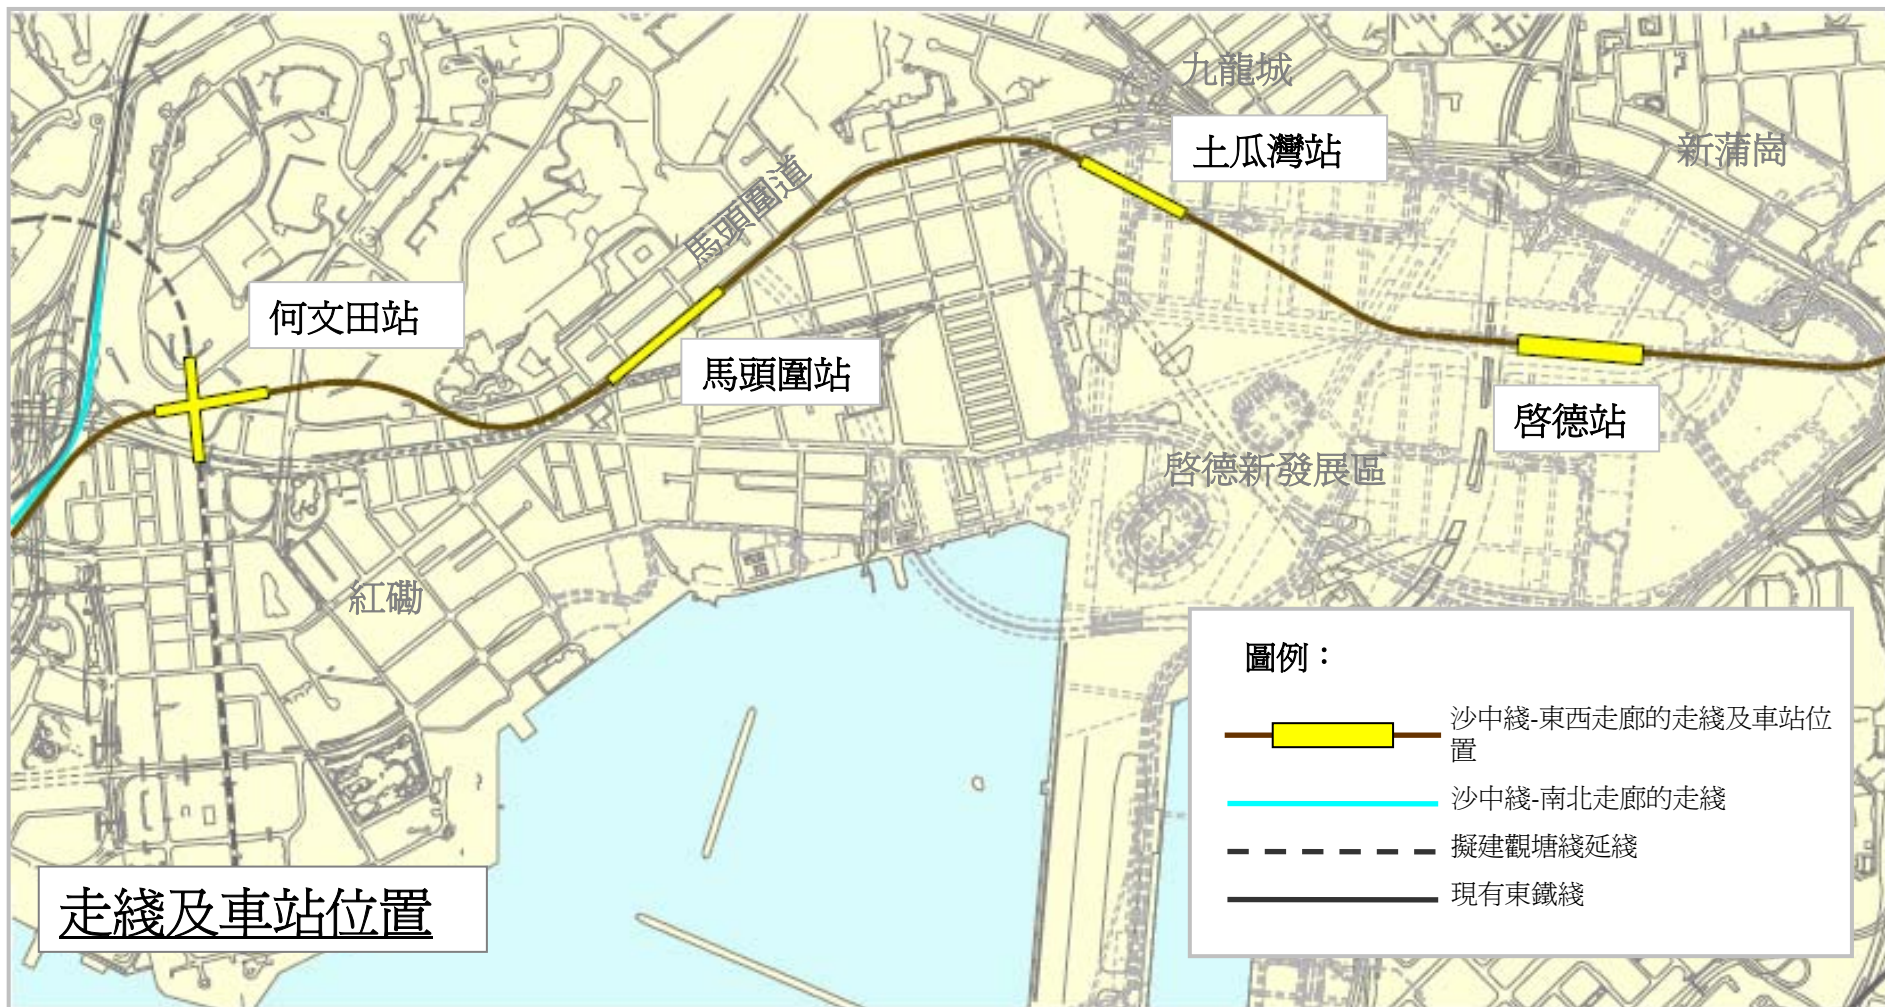 九龍城
土瓜灣站
新蒲崗
馬頭圍道
何文田站
馬頭圍站
啓德站
啓德新發展區
紅磡
圖例：
沙中綫-東西走廊的走綫及車站位
置
沙中綫-南北走廊的走綫
擬建觀塘綫延綫
現有東鐵綫
走綫及車站位置